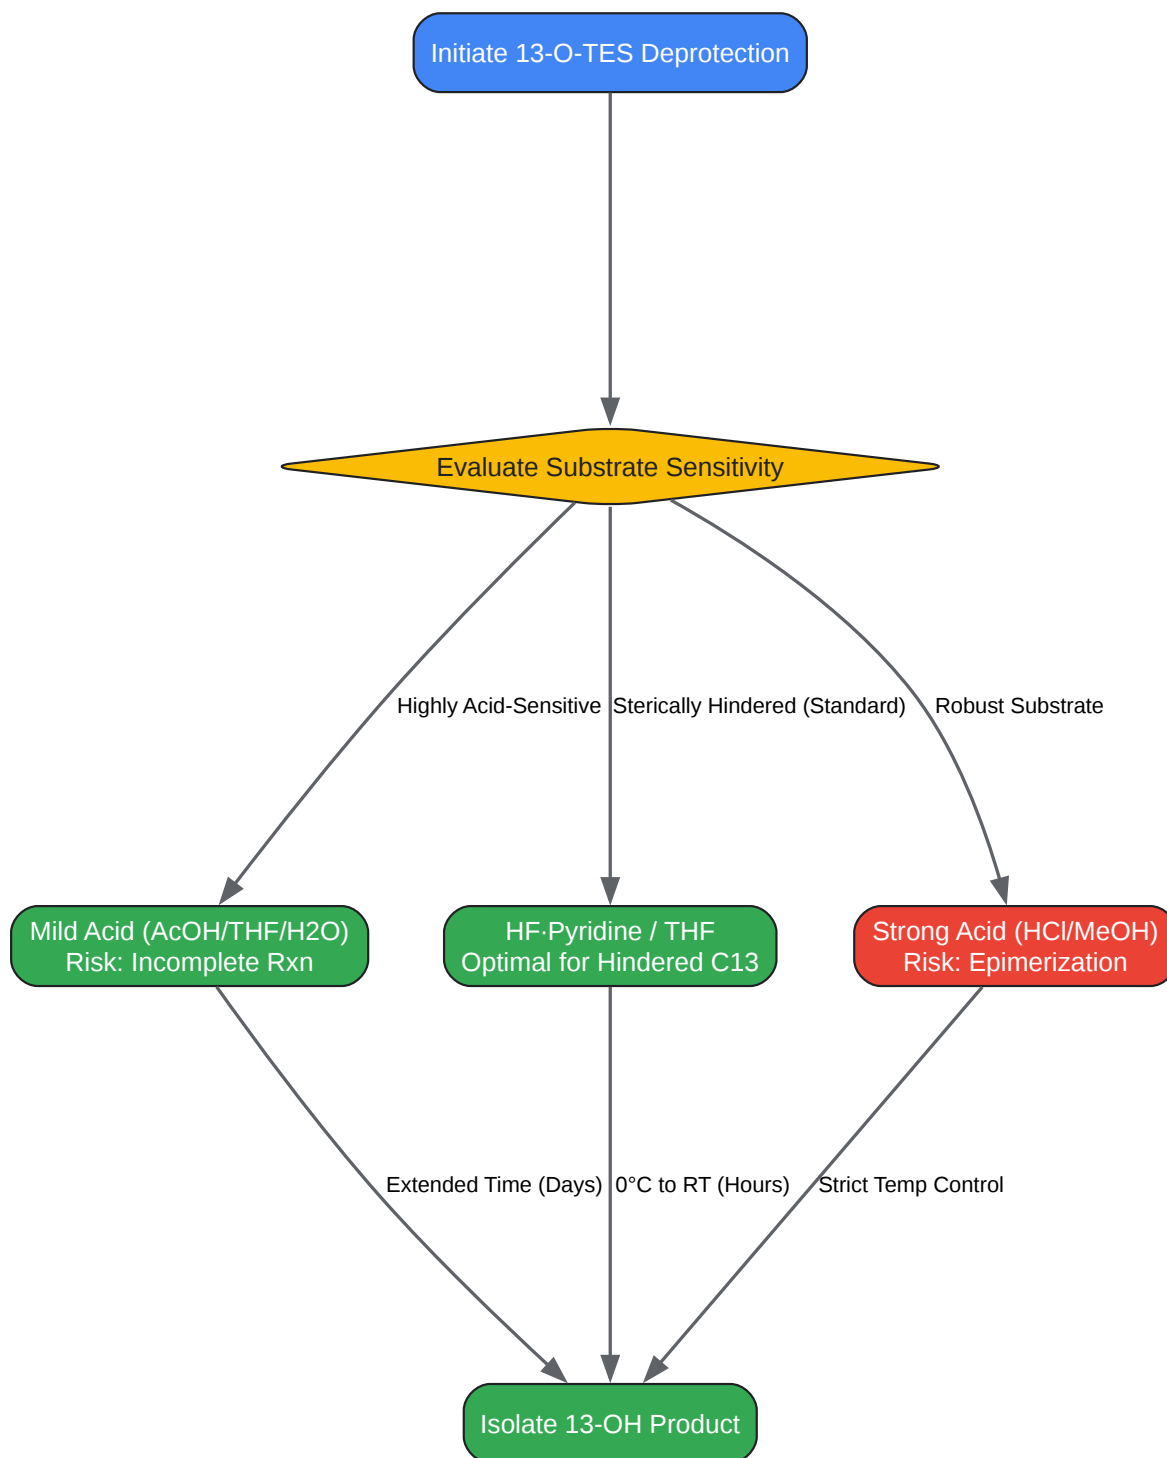 Initiate 13-O-TES Deprotection
Evaluate Substrate Sensitivity
Highly Acid-Sensitive
Sterically Hindered (Standard)
Robust Substrate
Mild Acid (AcOH/THF/H2O)
Risk: Incomplete Rxn
HF·Pyridine / THF
Optimal for Hindered C13
Strong Acid (HCl/MeOH)
Risk: Epimerization
Extended Time (Days)
0°C to RT (Hours)
Strict Temp Control
Isolate 13-OH Product